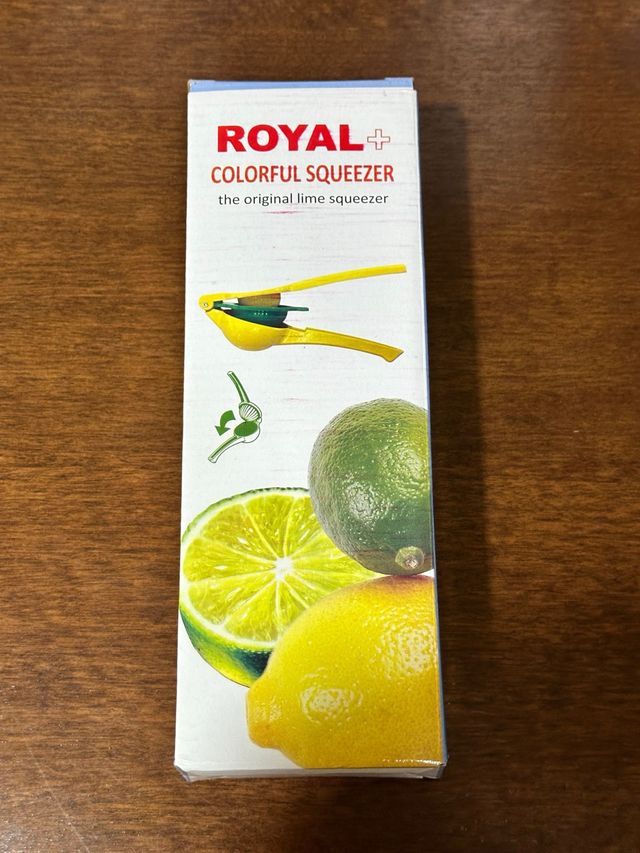 ROYAL+
COLORFUL SQUEEZER
the original lime squeezer